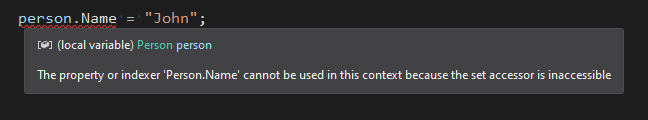 person.Name = "John";
(local variable) Person person
The property or indexer 'Person.Name' cannot be used in this context because the set accessor is inaccessible